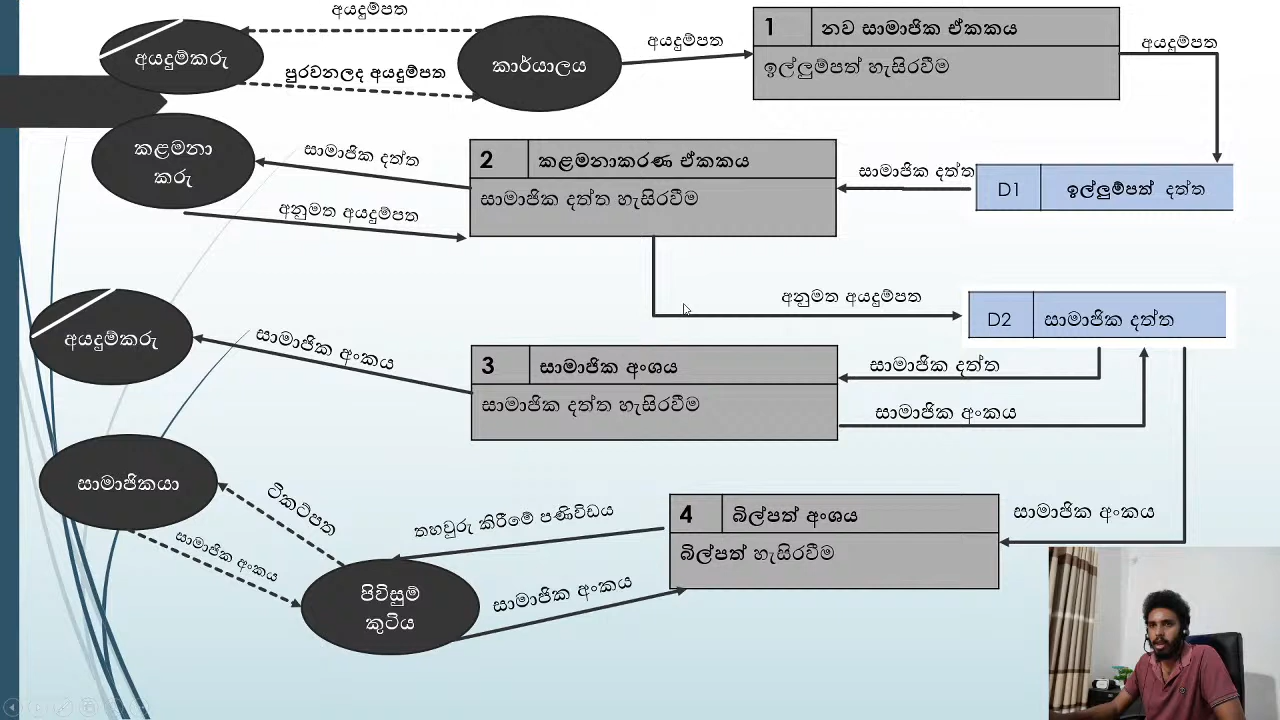 අයදුම්පත
අයදුම්කරු
පුරවනලද අයදුම්පත
කාර්යාලය
අයදුම්පත
1 නව සාමාජික ඒකකය
ඉල්ලුම්පත් හැසිරවීම
අයදුම්පත
කළමනා
කරු
සාමාජික දත්ත
අනුමත අයදුම්පත
2 කළමනාකරණ ඒකකය
සාමාජික දත්ත හැසිරවීම
සාමාජික දත්ත
D1 ඉල්ලුම්පත් දත්ත
අනුමත අයදුම්පත
D2 සාමාජික දත්ත
අයදුම්කරු
සාමාජික අංකය
3 සාමාජික අංශය
සාමාජික දත්ත හැසිරවීම
සාමාජික දත්ත
සාමාජික අංකය
සාමාජිකයා
ටිකට්පත
සාමාජික අංකය
තහවුරු කිරීමේ පණිවිඩය
4 බිල්පත් අංශය
බිල්පත් හැසිරවීම
සාමාජික අංකය
පිවිසුම්
කුටිය
සාමාජික අංකය